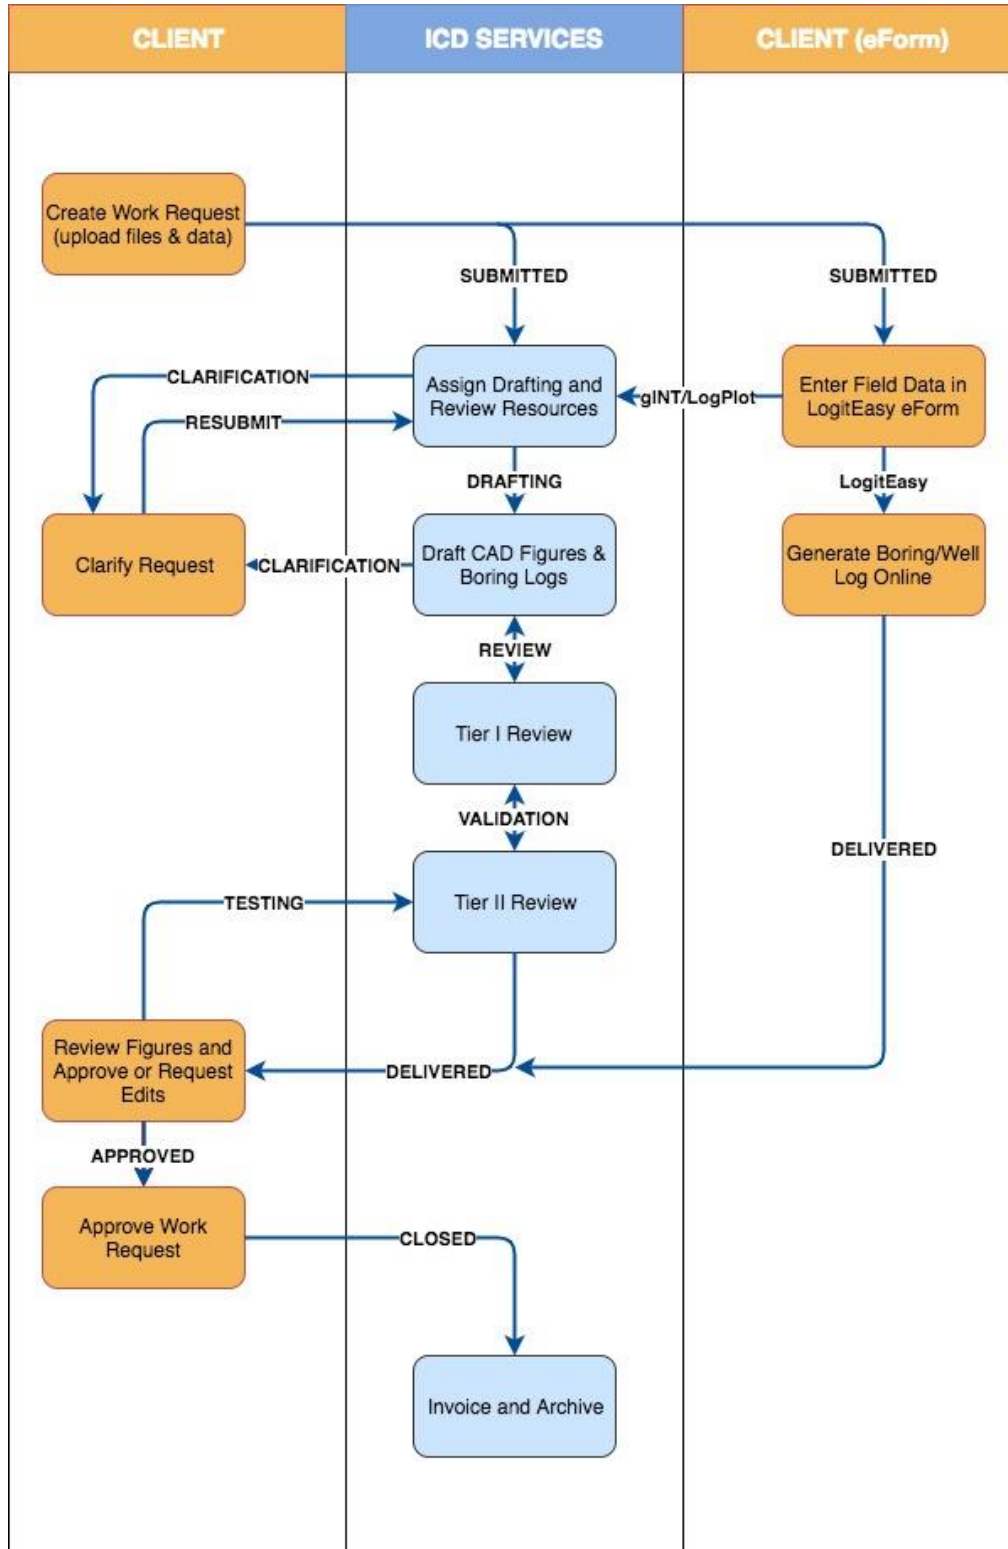 CLIENT
ICD SERVICES
CLIENT (eForm)
Create Work Request
(upload files & data)
SUBMITTED
SUBMITTED
CLARIFICATION
RESUBMIT
Assign Drafting and
Review Resources
gINT/LogPlot
Enter Field Data in
LogitEasy eForm
DRAFTING
LogitEasy
Clarify Request
CLARIFICATION
Draft CAD Figures &
Boring Logs
Generate Boring/Well
Log Online
REVIEW
Tier I Review
VALIDATION
DELIVERED
TESTING
Tier II Review
Review Figures and
Approve or Request
Edits
DELIVERED
APPROVED
Approve Work
Request
CLOSED
Invoice and Archive